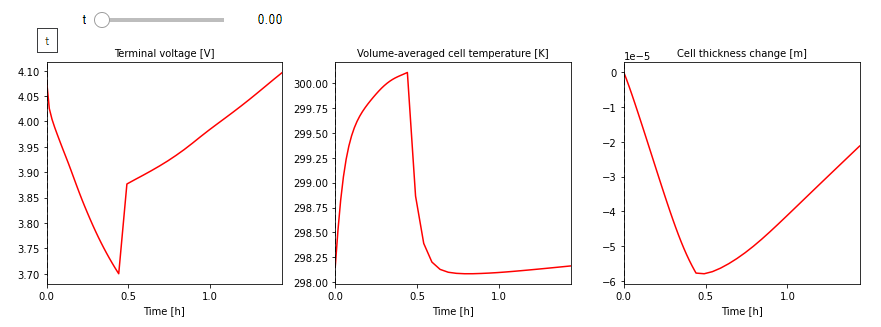 t 0.00
t
Terminal voltage [V]
4.10
4.05
4.00
3.95
3.90
3.85
3.80
3.75
3.70
0.0 0.5 1.0
Time [h]
Volume-averaged cell temperature [K]
300.00
299.75
299.50
299.25
299.00
298.75
298.50
298.25
298.00
0.0 0.5 1.0
Time [h]
Cell thickness change [m]
1e−5
0
−1
−2
−3
−4
−5
−6
0.0 0.5 1.0
Time [h]